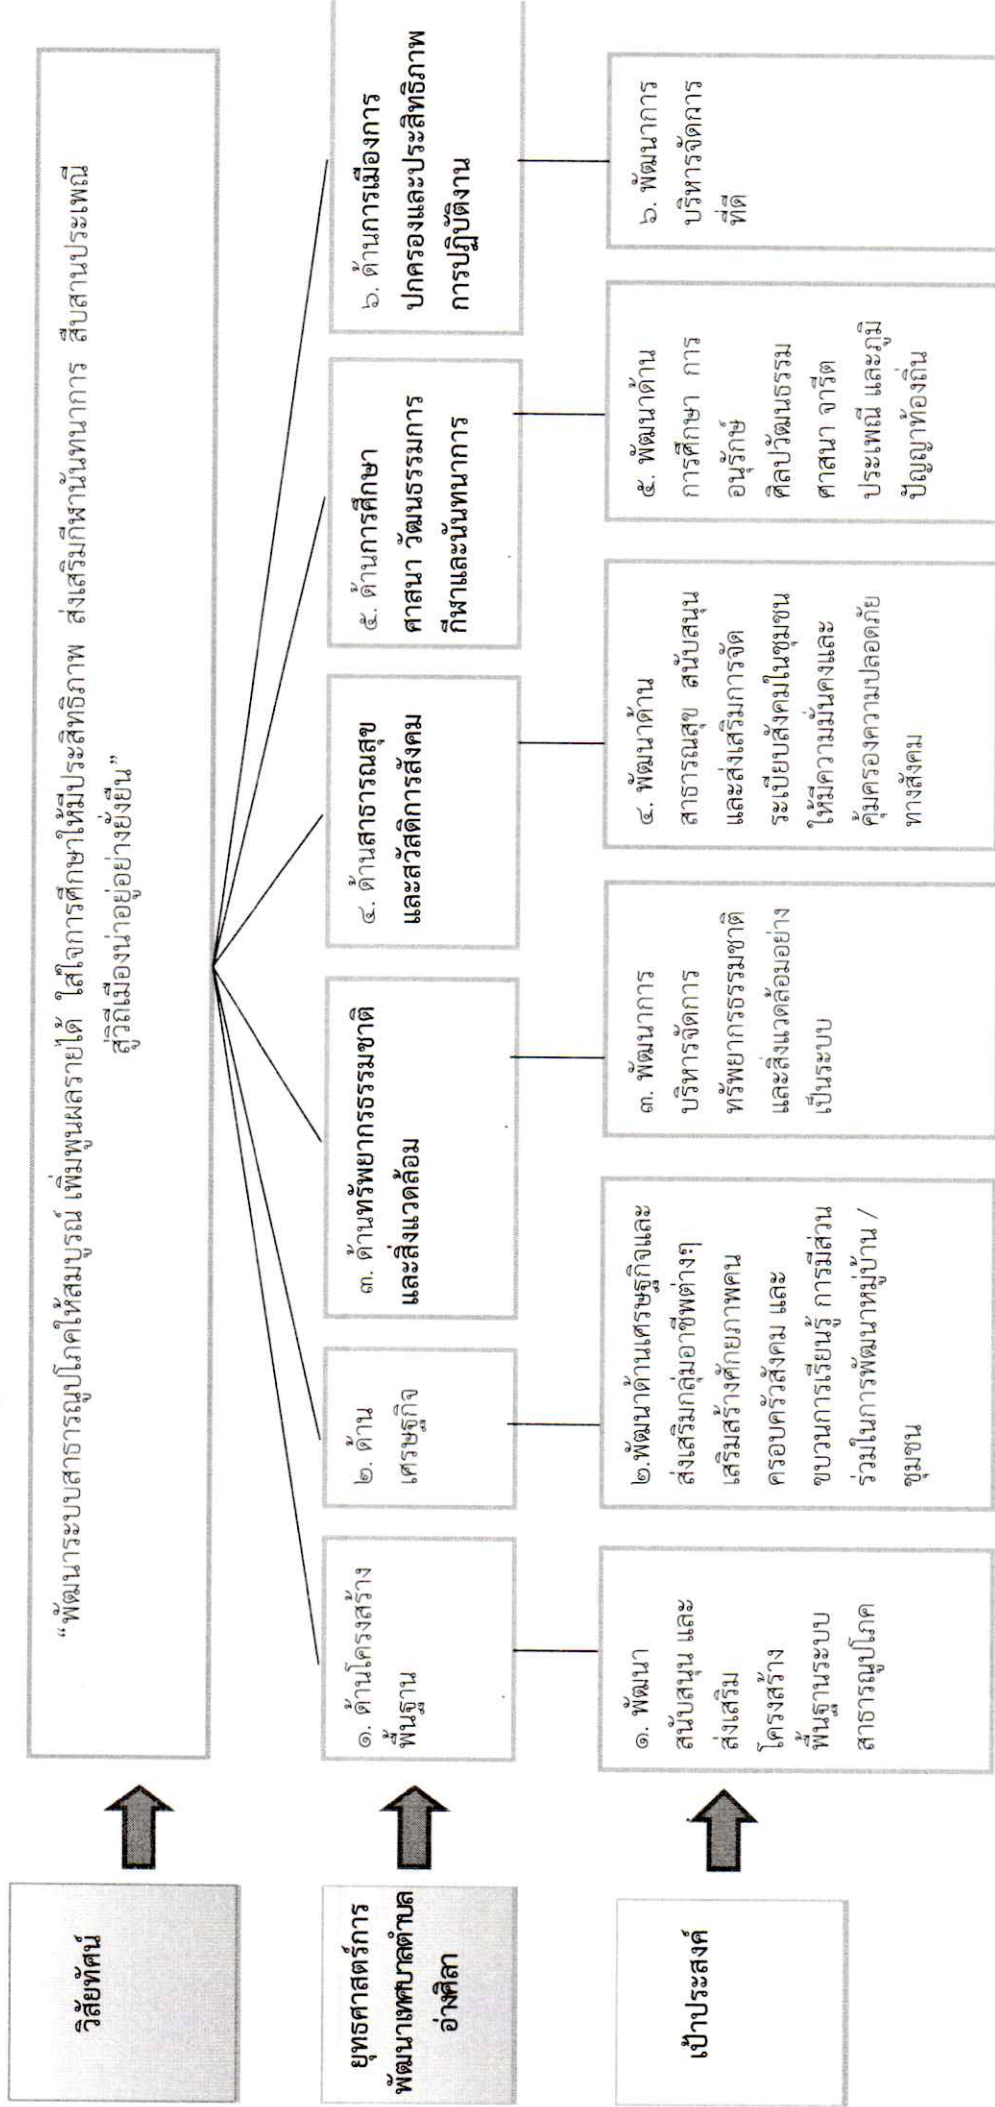 วิสัยทัศน์
“พัฒนาระบบสาธารณูปโภคให้สมบูรณ์ เพิ่มพูนผลรายได้ ใส่ใจการศึกษาให้มีประสิทธิภาพ ส่งเสริมกีฬานันทนาการ สืบสานประเพณี
สู่วิถีเมืองน่าอยู่อย่างยั่งยืน”
ยุทธศาสตร์การ
พัฒนาเทศบาลตำบล
อ่างศิลา
๑. ด้านโครงสร้าง
พื้นฐาน
๒. ด้าน
เศรษฐกิจ
๓. ด้านทรัพยากรธรรมชาติ
และสิ่งแวดล้อม
๔. ด้านสาธารณสุข
และสวัสดิการสังคม
๕. ด้านการศึกษา
ศาสนา วัฒนธรรมการ
กีฬาและนันทนาการ
๖. ด้านการเมืองการ
ปกครองและประสิทธิภาพ
การปฏิบัติงาน
เป้าประสงค์
๑. พัฒนา
สนับสนุน และ
ส่งเสริม
โครงสร้าง
พื้นฐานระบบ
สาธารณูปโภค
๒.พัฒนาด้านเศรษฐกิจและ
ส่งเสริมกลุ่มอาชีพต่างๆ
เสริมสร้างศักยภาพคน
ครอบครัวสังคม และ
ขบวนการเรียนรู้ การมีส่วน
ร่วมในการพัฒนาหมู่บ้าน /
ชุมชน
๓. พัฒนาการ
บริหารจัดการ
ทรัพยากรธรรมชาติ
และสิ่งแวดล้อมอย่าง
เป็นระบบ
๔. พัฒนาด้าน
สาธารณสุข สนับสนุน
และส่งเสริมการจัด
ระเบียบสังคมในชุมชน
ให้มีความมั่นคงและ
คุ้มครองความปลอดภัย
ทางสังคม
๕. พัฒนาด้าน
การศึกษา การ
อนุรักษ์
ศิลปวัฒนธรรม
ศาสนา จารีต
ประเพณี และภูมิ
ปัญญาท้องถิ่น
๖. พัฒนาการ
บริหารจัดการ
ที่ดี